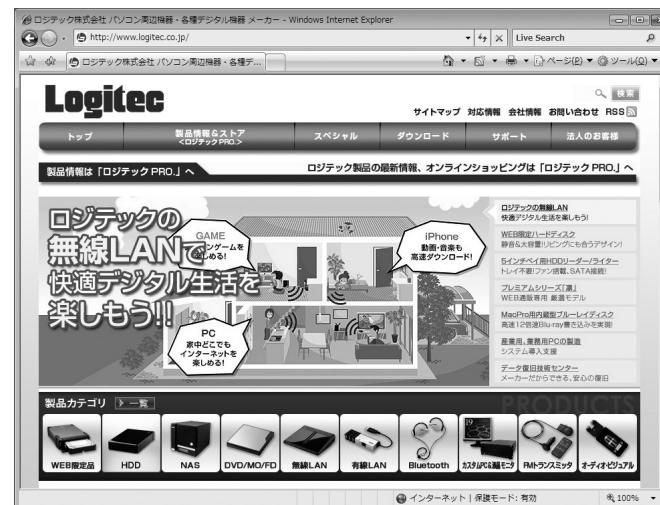 ロジテック株式会社 パソコン周辺機器・各種デジタル機器 メーカー - Windows Internet Explorer
http://www.logitec.co.jp/
Live Search
ロジテック株式会社 パソコン周辺機器・各種デ...
ページ(P) ツール(O)
Logitec
検索
サイトマップ 対応情報 会社情報 お問い合わせ RSS
トップ
製品情報&ストア
<ロジテックPRO.>
スペシャル
ダウンロード
サポート
法人のお客様
製品情報は「ロジテックPRO.」へ
ロジテック製品の最新情報、オンラインショッピングは「ロジテックPRO.」へ
ロジテックの
無線LANで
快適デジタル生活を
楽しもう!!
GAME
ンゲームを
しめる!
iPhone
動画・音楽も
高速ダウンロード!
PC
家中どこでも
インターネットを
楽しめる!
ロジテックの無線LAN
快適デジタル生活を楽しもう!
WEB限定ハードディスク
静音&大容量!リビングにも合うデザイン!
5インチベイ用HDDリーダー/ライター
トレイ不要!ファン搭載、SATA接続!
プレミアムシリーズ「凛」
WEB通販専用 厳選モデル
MacPro用内蔵型ブルーレイディスク
高速12倍速Blu-ray書き込みを実現!
産業用、業務用PCの製造
システム導入支援
データ復旧技術センター
メーカーだからできる、安心の復旧
製品カテゴリ
一覧
PRODUCTS
19
WEB限定品
HDD
NAS
DVD/MO/FD
無線LAN
有線LAN
Bluetooth
カスタムPC&液晶モニタ
FMトランスミッタ
オーディオ・ビジュアル
インターネット | 保護モード: 有効
100%